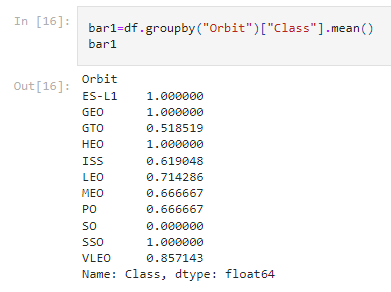 In [16]:
bar1=df.groupby("Orbit")["Class"].mean()
bar1
Out[16]:
Orbit
ES-L1    1.000000
GEO      1.000000
GTO      0.518519
HEO      1.000000
ISS      0.619048
LEO      0.714286
MEO      0.666667
PO       0.666667
SO       0.000000
SSO      1.000000
VLEO     0.857143
Name: Class, dtype: float64